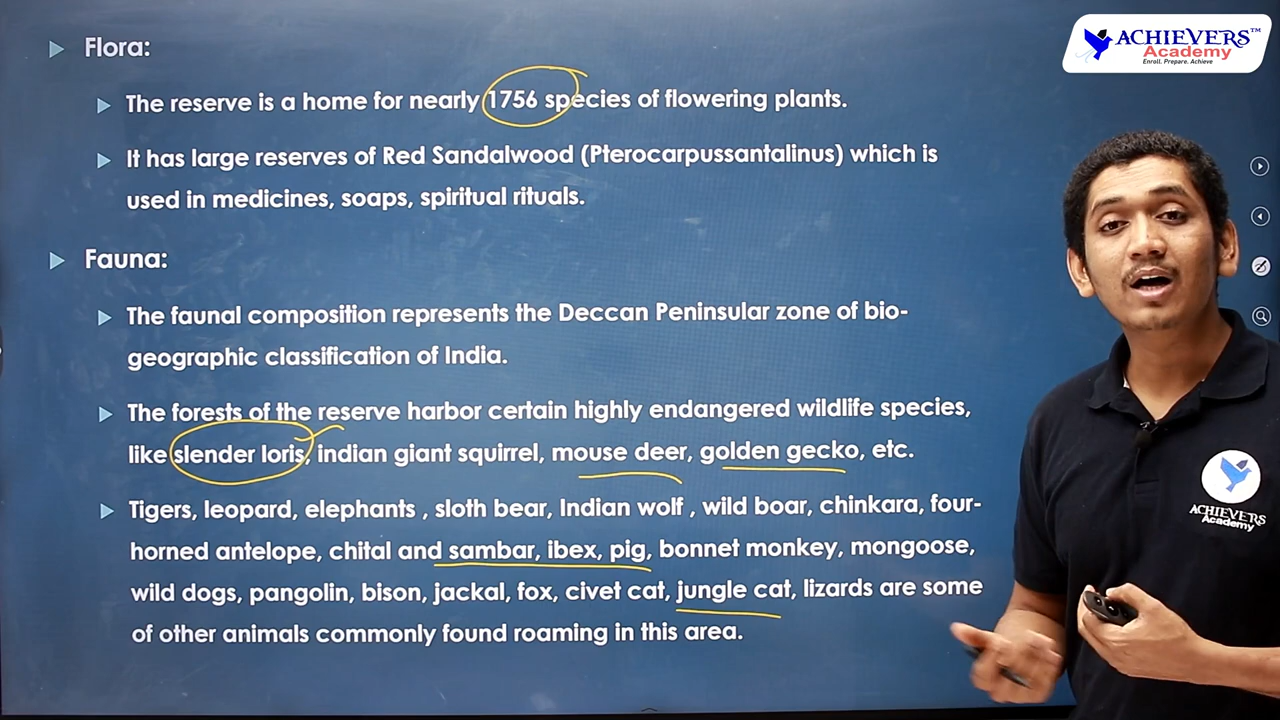 ACHIEVERS™
Academy
Enroll. Prepare. Achieve
Flora:
The reserve is a home for nearly 1756 species of flowering plants.
It has large reserves of Red Sandalwood (Pterocarpussantalinus) which is
used in medicines, soaps, spiritual rituals.
Fauna:
The faunal composition represents the Deccan Peninsular zone of bio-
geographic classification of India.
The forests of the reserve harbor certain highly endangered wildlife species,
like slender loris, indian giant squirrel, mouse deer, golden gecko, etc.
Tigers, leopard, elephants , sloth bear, Indian wolf , wild boar, chinkara, four-
horned antelope, chital and sambar, ibex, pig, bonnet monkey, mongoose,
wild dogs, pangolin, bison, jackal, fox, civet cat, jungle cat, lizards are some
of other animals commonly found roaming in this area.
ACHIEVERS
Academy